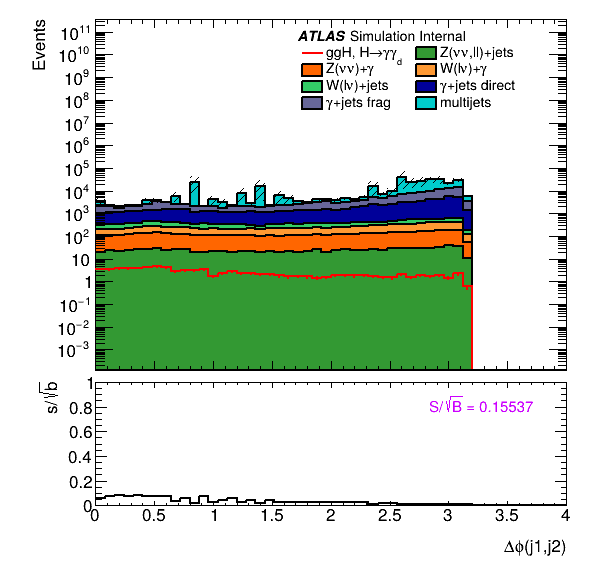 Events
10¹¹
10¹⁰
10⁹
10⁸
10⁷
10⁶
10⁵
10⁴
10³
10²
10
1
10⁻¹
10⁻²
10⁻³
ATLAS Simulation Internal
ggH, H→γγ_d Z(νν,ll)+jets
Z(νν)+γ W(lν)+γ
W(lν)+jets γ+jets direct
γ+jets frag multijets
s/√b
1
0.8
0.6
0.4
0.2
0
S/√B = 0.15537
0 0.5 1 1.5 2 2.5 3 3.5 4
Δϕ(j1,j2)